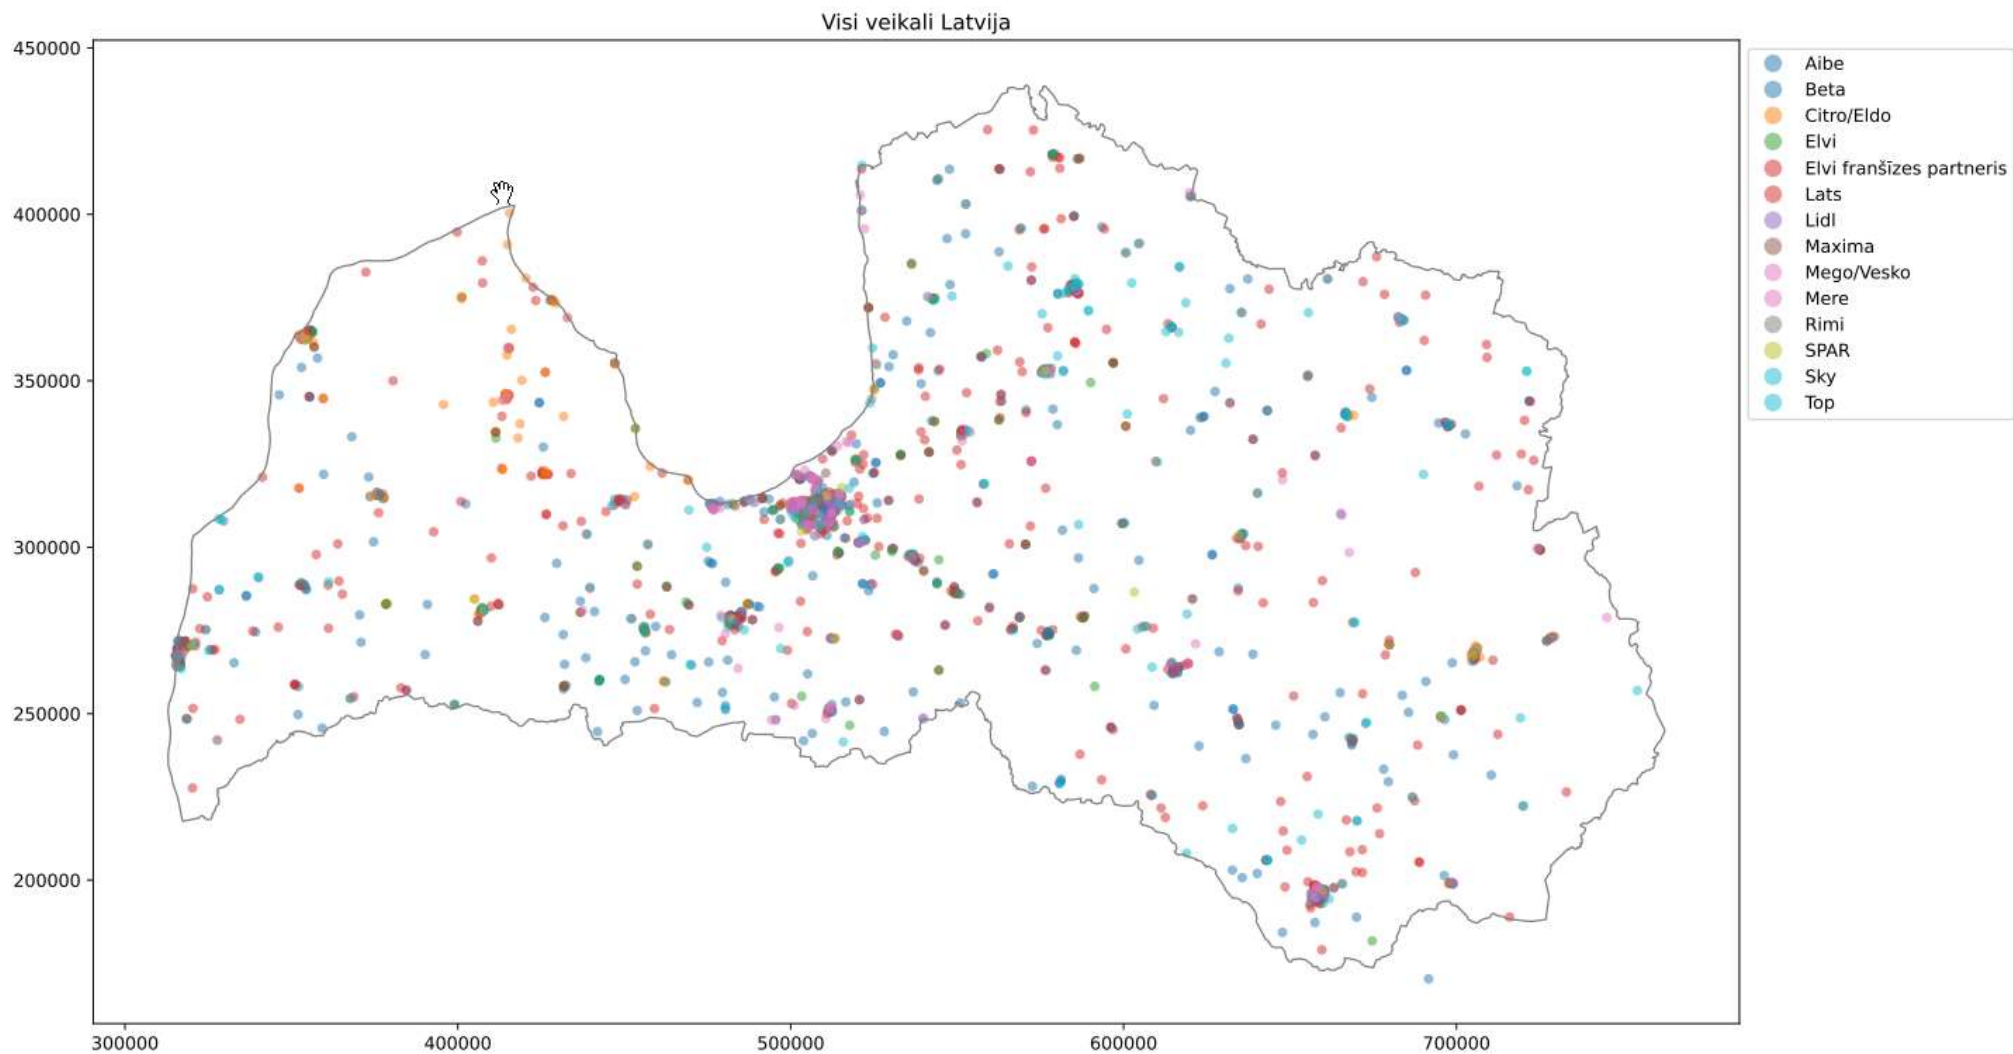 Visi veikali Latvija
450000
400000
350000
300000
250000
200000
300000
400000
500000
600000
700000
Aibe
Beta
Citro/Eldo
Elvi
Elvi franšīzes partneris
Lats
Lidl
Maxima
Mego/Vesko
Mere
Rimi
SPAR
Sky
Top